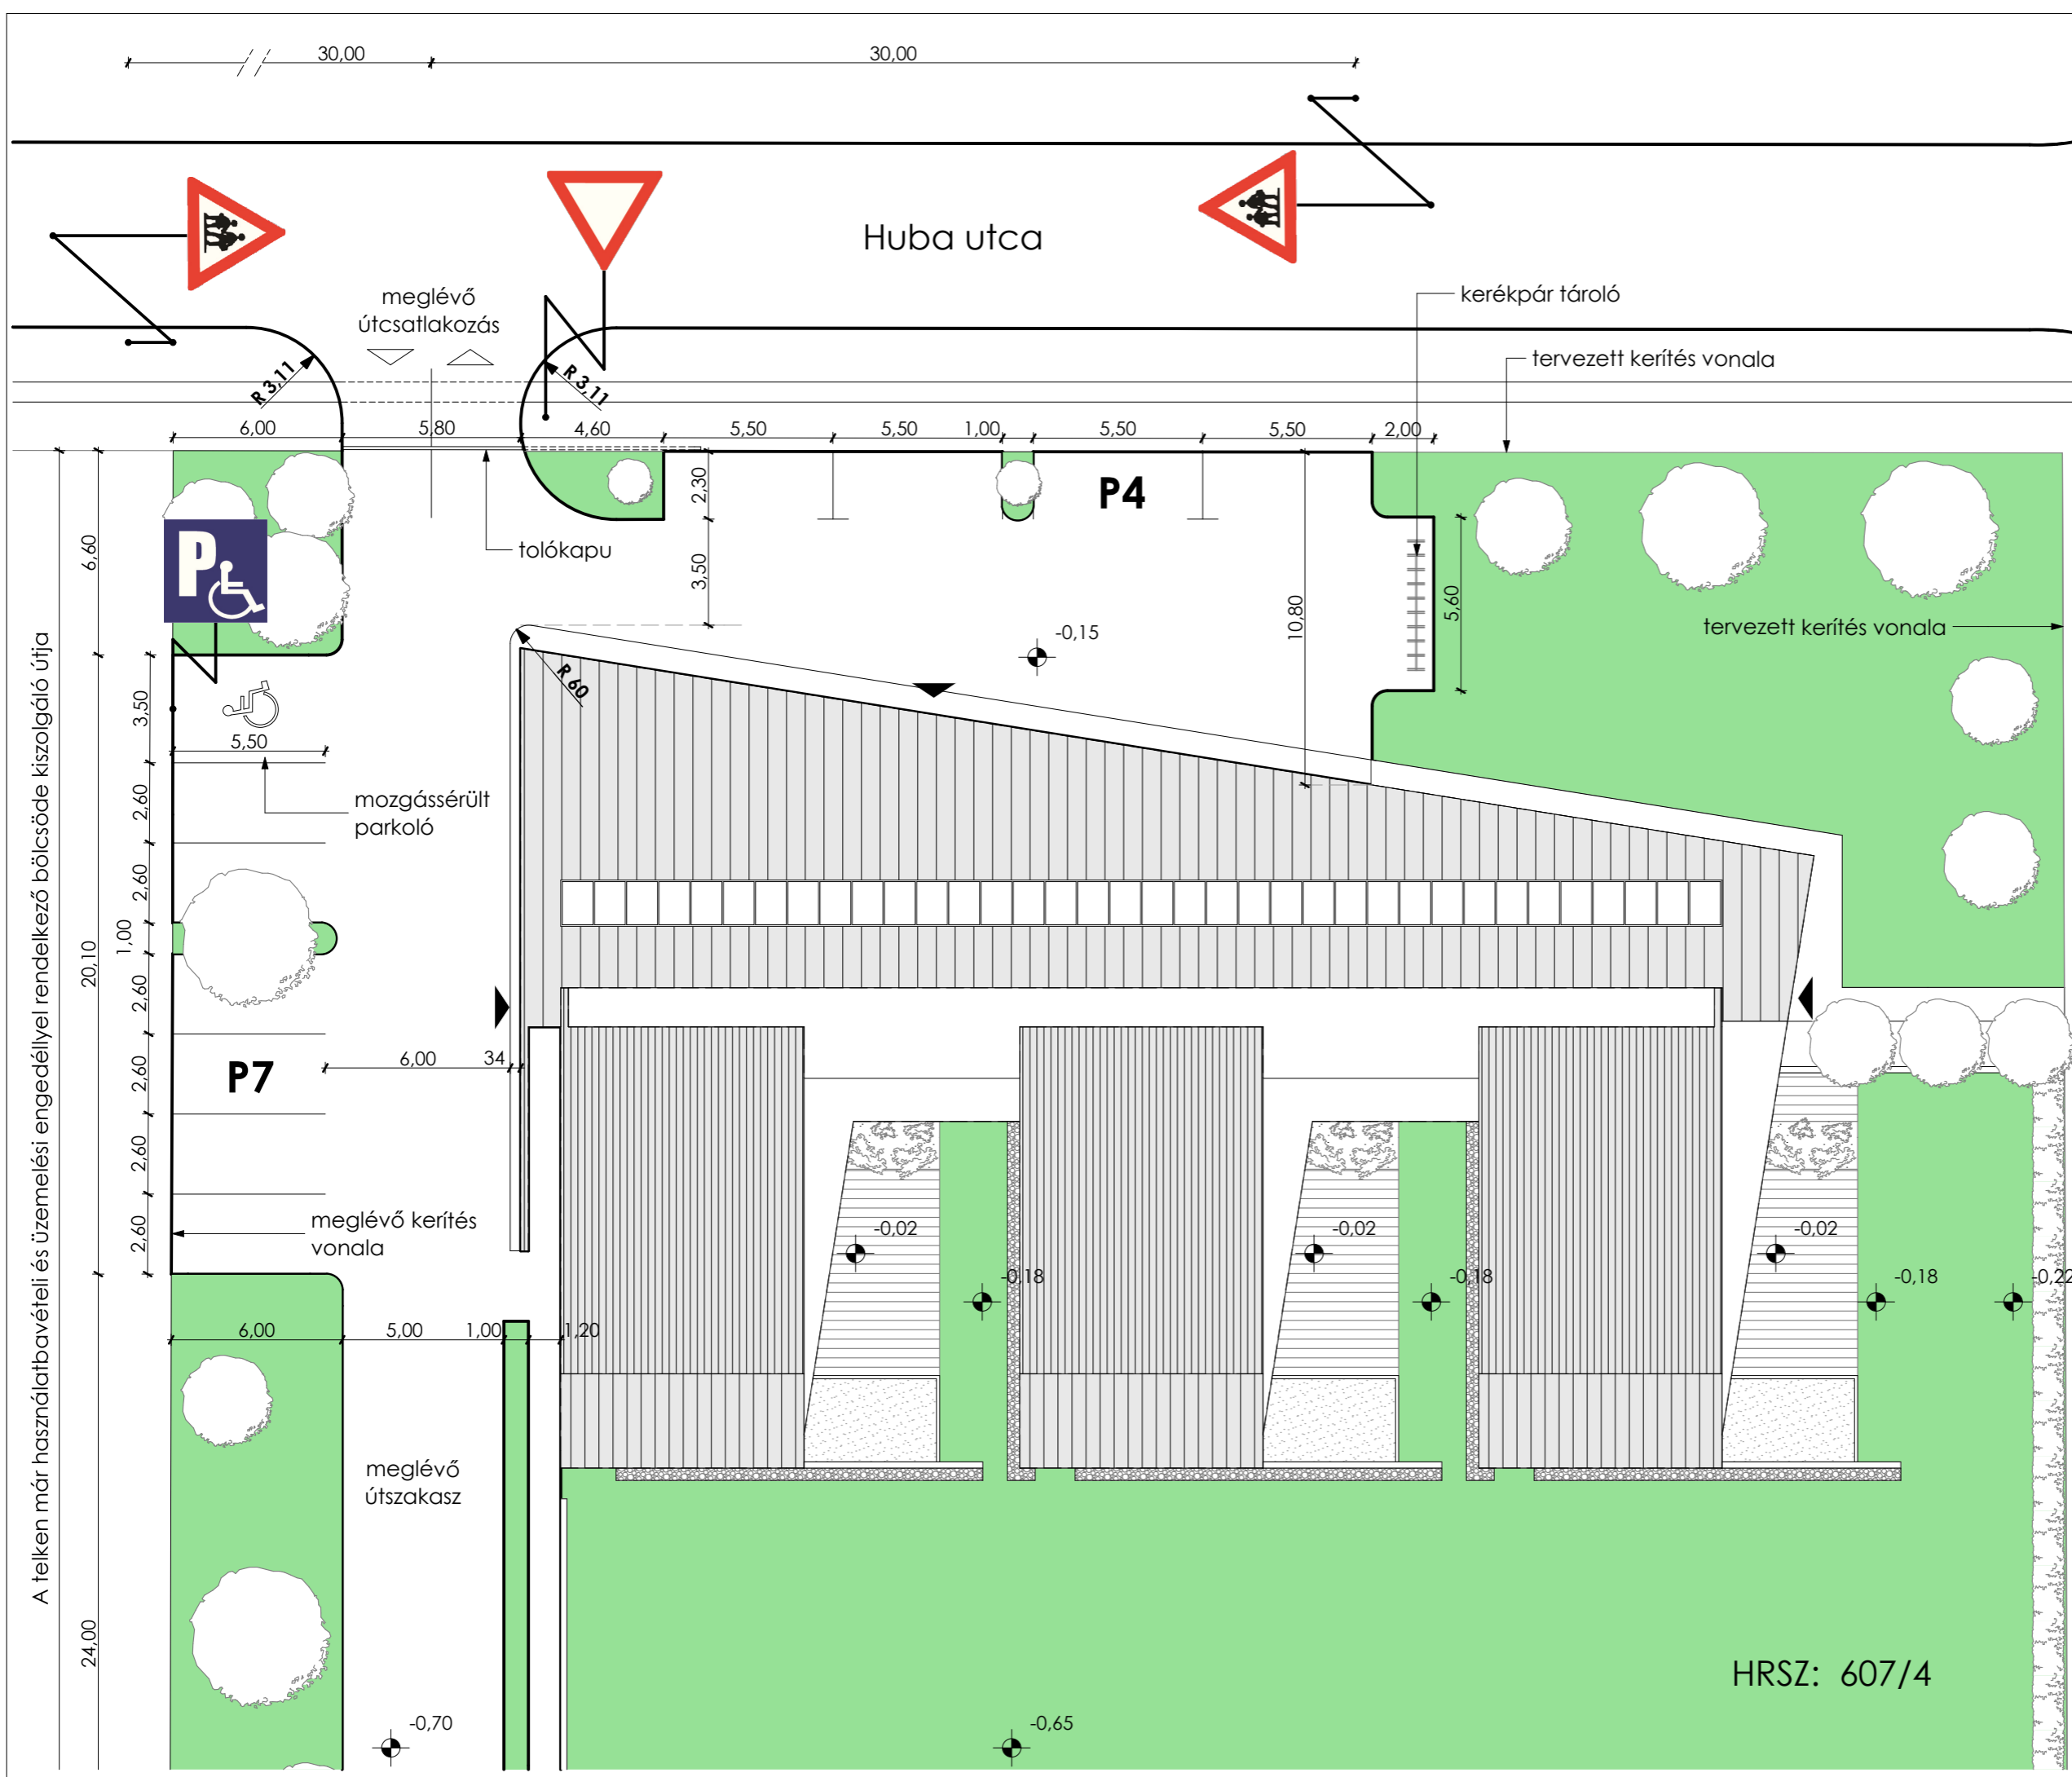 30,00
30,00
Huba utca
meglévő
útcsatlakozás
kerékpár tároló
tervezett kerítés vonala
R 3,11
R 3,11
6,00
5,80
4,60
5,50
5,50
1,00
5,50
5,50
2,00
P4
2,30
6,60
P
tolókapu
3,50
10,80
5,60
tervezett kerítés vonala
-0,15
R 60
3,50
5,50
mozgássérült
parkoló
2,60
2,60
1,00
20,10
2,60
2,60
2,60
2,60
P7
6,00
34
meglévő kerítés
vonala
-0,02
-0,02
-0,02
-0,18
-0,18
-0,18
-0,22
6,00
5,00
1,00
1,20
meglévő
útszakasz
24,00
A telken már használatbavételi és üzemelési engedéllyel rendelkező bölcsöde kiszolgáló útja
HRSZ: 607/4
-0,70
-0,65